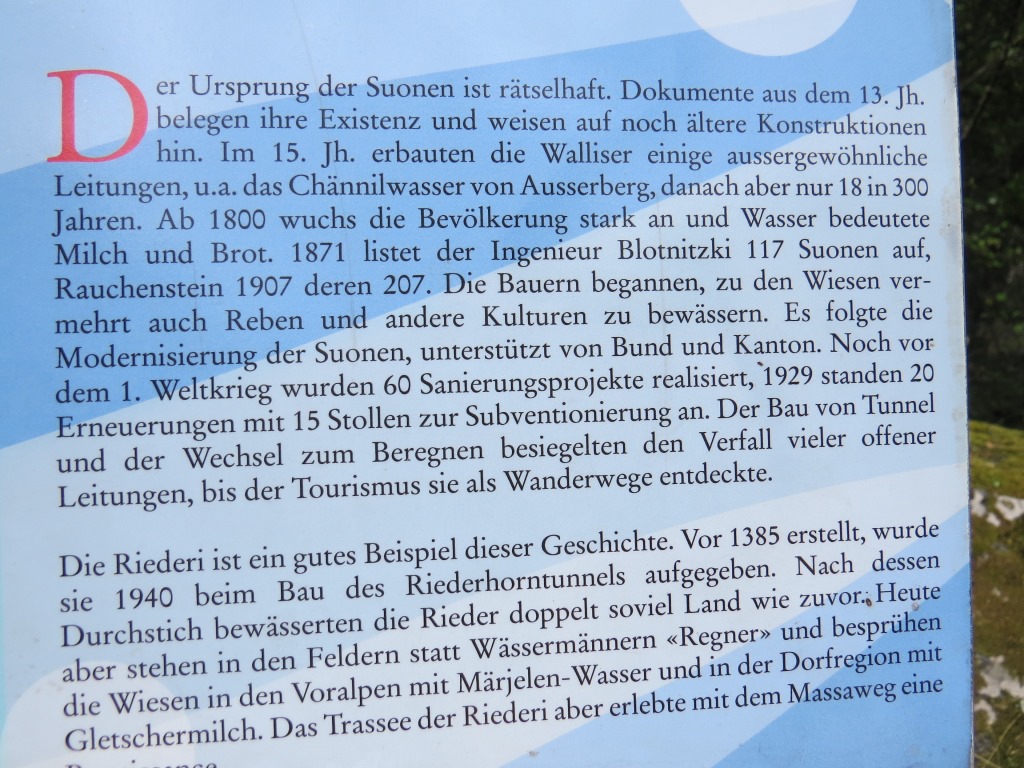 Der Ursprung der Suonen ist rätselhaft. Dokumente aus dem 13. Jh.
belegen ihre Existenz und weisen auf noch ältere Konstruktionen
hin. Im 15. Jh. erbauten die Walliser einige aussergewöhnliche
Leitungen, u.a. das Chännilwasser von Ausserberg, danach aber nur 18 in 300
Jahren. Ab 1800 wuchs die Bevölkerung stark an und Wasser bedeutete
Milch und Brot. 1871 listet der Ingenieur Blotnitzki 117 Suonen auf,
Rauchenstein 1907 deren 207. Die Bauern begannen, zu den Wiesen ver-
mehrt auch Reben und andere Kulturen zu bewässern. Es folgte die
Modernisierung der Suonen, unterstützt von Bund und Kanton. Noch vor
dem 1. Weltkrieg wurden 60 Sanierungsprojekte realisiert, 1929 standen 20
Erneuerungen mit 15 Stollen zur Subventionierung an. Der Bau von Tunnel
und der Wechsel zum Beregnen besiegelten den Verfall vieler offener
Leitungen, bis der Tourismus sie als Wanderwege entdeckte.
Die Riederi ist ein gutes Beispiel dieser Geschichte. Vor 1385 erstellt, wurde
sie 1940 beim Bau des Riederhorntunnels aufgegeben. Nach dessen
Durchstich bewässerten die Rieder doppelt soviel Land wie zuvor. Heute
aber stehen in den Feldern statt Wässermännern «Regner» und besprühen
die Wiesen in den Voralpen mit Märjelen-Wasser und in der Dorfregion mit
Gletschermilch. Das Trassee der Riederi aber erlebte mit dem Massaweg eine